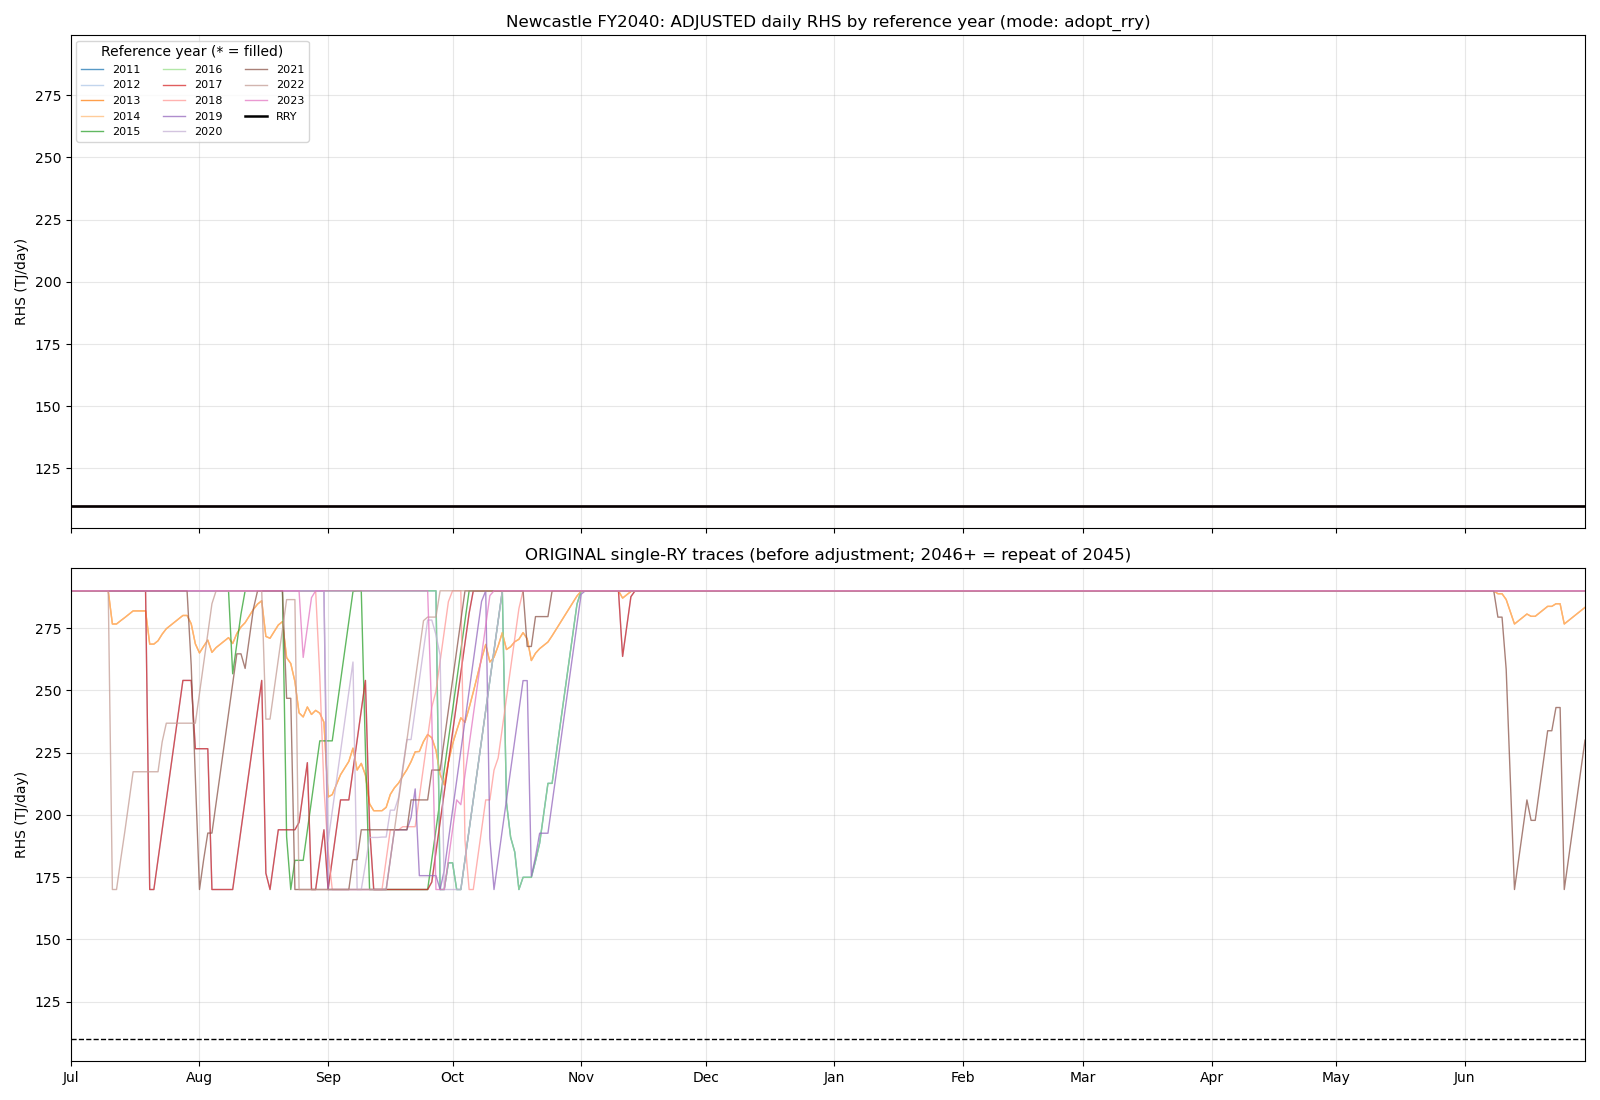 Newcastle FY2040: ADJUSTED daily RHS by reference year (mode: adopt_rry)
Reference year (* = filled)
2011 2016 2021
2012 2017 2022
2013 2018 2023
2014 2019 RRY
2015 2020
275
250
225
200
175
150
125
RHS (TJ/day)
ORIGINAL single-RY traces (before adjustment; 2046+ = repeat of 2045)
275
250
225
200
175
150
125
RHS (TJ/day)
Jul Aug Sep Oct Nov Dec Jan Feb Mar Apr May Jun